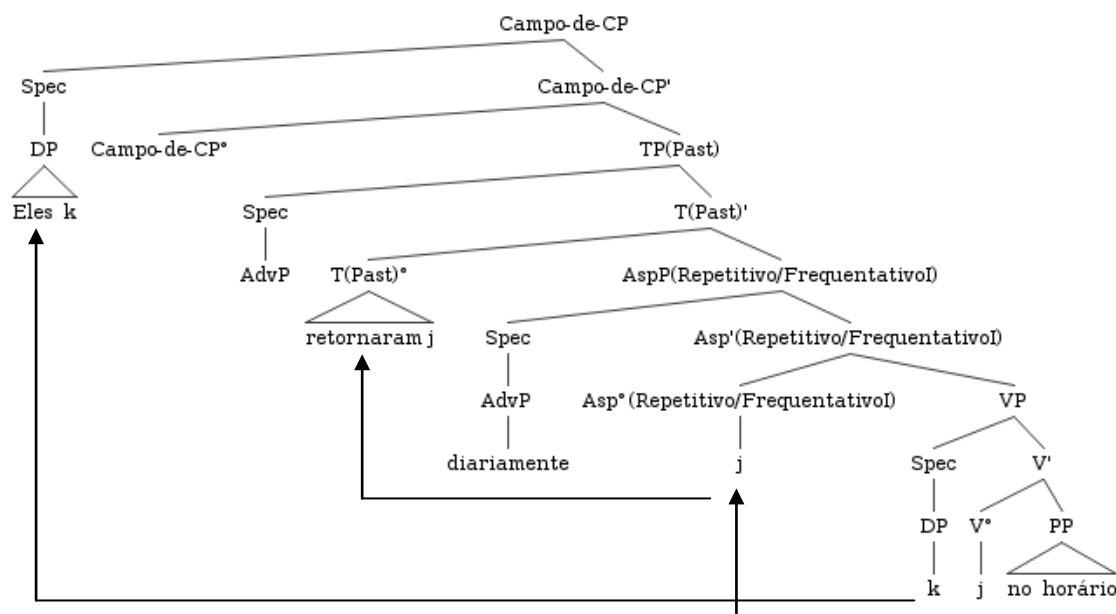 Campo-de-CP
Spec Campo-de-CP'
DP Campo-de-CP° TP(Past)
Eles k Spec T(Past)'
AdvP T(Past)° AspP(Repetitivo/FrequentativoI)
retornaram j Spec Asp'(Repetitivo/FrequentativoI)
AdvP Asp°(Repetitivo/FrequentativoI) VP
diariamente j Spec V'
DP V° PP
k j no horário